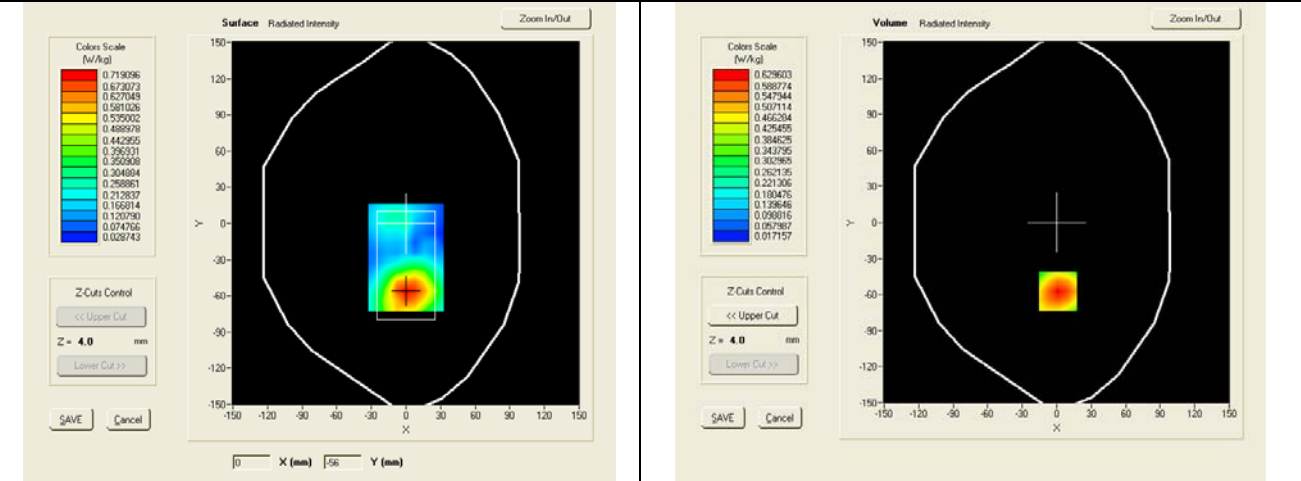 Surface Radiated Intensity
Zoom In/Out
Colors Scale
(W/kg)
0.719096
0.673073
0.627049
0.581026
0.535002
0.488978
0.442955
0.396931
0.350908
0.304884
0.258861
0.212837
0.166814
0.120790
0.074766
0.028743
Z-Cuts Control
<< Upper Cut
Z = 4.0 mm
Lower Cut >>
SAVE Cancel
150
120
90
60
30
0
-30
-60
-90
-120
-150
Y
-150 -120 -90 -60 -30 0 30 60 90 120 150
X
0 X (mm) -56 Y (mm)
Volume Radiated Intensity
Zoom In/Out
Colors Scale
(W/kg)
0.629603
0.588774
0.547944
0.507114
0.466284
0.425455
0.384625
0.343795
0.302965
0.262135
0.221306
0.180476
0.139646
0.098816
0.057987
0.017157
Z-Cuts Control
<< Upper Cut
Z = 4.0 mm
Lower Cut >>
SAVE Cancel
150
120
90
60
30
0
-30
-60
-90
-120
-150
Y
-150 -120 -90 -60 -30 0 30 60 90 120 150
X